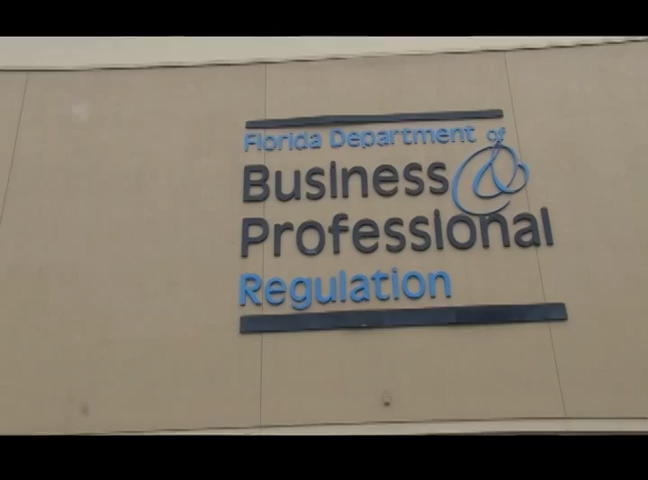 Florida Department of
Business &
Professional
Regulation